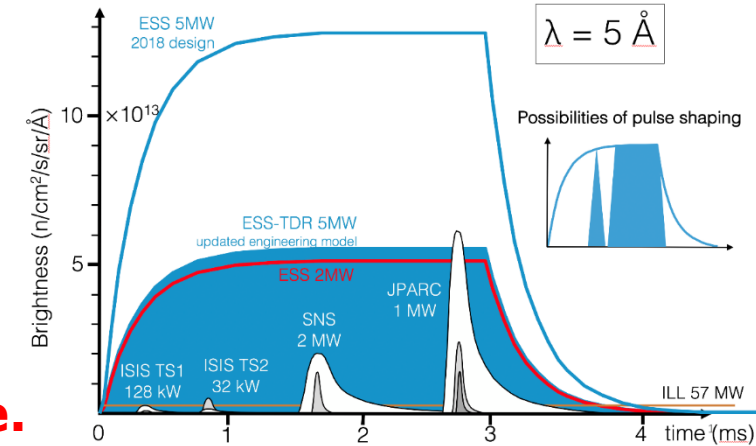 ESS 5MW
2018 design
λ = 5 Å
10
×10¹³
Possibilities of pulse shaping
Brightness (n/cm²/s/sr/Å)
ESS-TDR 5MW
updated engineering model
5
ESS 2MW
JPARC
1 MW
SNS
2 MW
ISIS TS1
128 kW
ISIS TS2
32 kW
ILL 57 MW
e.
0
1
2
3
4
time (ms)